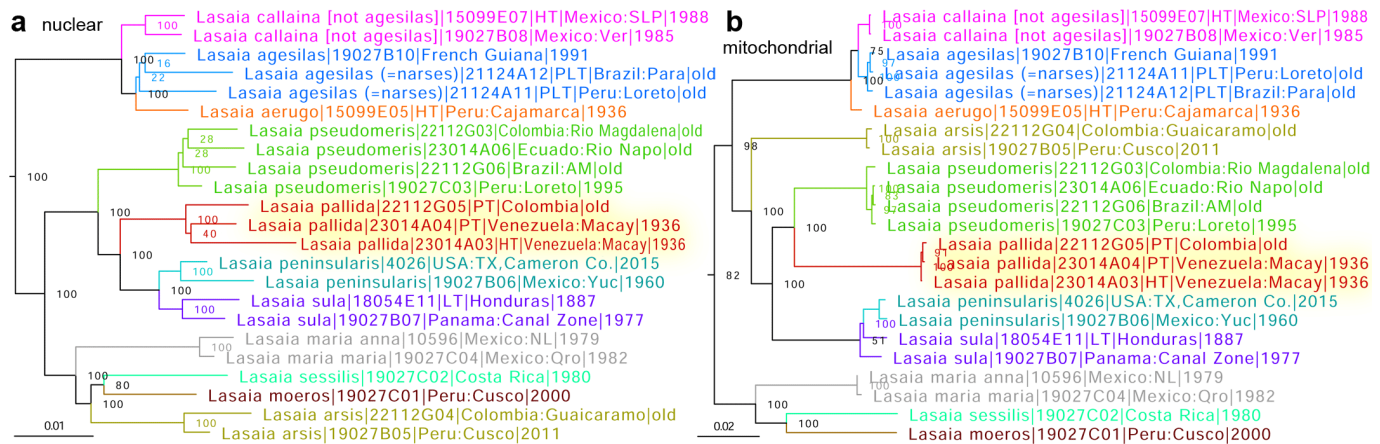 a nuclear
Lasaia callaina [not agesilas]|15099E07|HT|Mexico:SLP|1988
100
Lasaia callaina [not agesilas]|19027B08|Mexico:Ver|1985
Lasaia agesilas|19027B10|French Guiana|1991
100
16
Lasaia agesilas (=narses)|21124A12|PLT|Brazil:Para|old
22
Lasaia agesilas (=narses)|21124A11|PLT|Peru:Loreto|old
100
Lasaia aerugo|15099E05|HT|Peru:Cajamarca|1936
Lasaia pseudomeris|22112G03|Colombia:Rio Magdalena|old
28
Lasaia pseudomeris|23014A06|Ecuado:Rio Napo|old
28
Lasaia pseudomeris|22112G06|Brazil:AM|old
100
100
Lasaia pseudomeris|19027C03|Peru:Loreto|1995
Lasaia pallida|22112G05|PT|Colombia|old
100
100
Lasaia pallida|23014A04|PT|Venezuela:Macay|1936
40
Lasaia pallida|23014A03|HT|Venezuela:Macay|1936
100
Lasaia peninsularis|4026|USA:TX,Cameron Co.|2015
100
Lasaia peninsularis|19027B06|Mexico:Yuc|1960
100
100
Lasaia sula|18054E11|LT|Honduras|1887
100
Lasaia sula|19027B07|Panama:Canal Zone|1977
Lasaia maria anna|10596|Mexico:NL|1979
100
Lasaia maria maria|19027C04|Mexico:Qro|1982
100
Lasaia sessilis|19027C02|Costa Rica|1980
80
Lasaia moeros|19027C01|Peru:Cusco|2000
100
Lasaia arsis|22112G04|Colombia:Guaicaramo|old
100
Lasaia arsis|19027B05|Peru:Cusco|2011
0.01
b mitochondrial
Lasaia callaina [not agesilas]|15099E07|HT|Mexico:SLP|1988
100
Lasaia callaina [not agesilas]|19027B08|Mexico:Ver|1985
75
Lasaia agesilas|19027B10|French Guiana|1991
97
Lasaia agesilas (=narses)|21124A11|PLT|Peru:Loreto|old
100
100
Lasaia agesilas (=narses)|21124A12|PLT|Brazil:Para|old
Lasaia aerugo|15099E05|HT|Peru:Cajamarca|1936
Lasaia arsis|22112G04|Colombia:Guaicaramo|old
100
98
Lasaia arsis|19027B05|Peru:Cusco|2011
Lasaia pseudomeris|22112G03|Colombia:Rio Magdalena|old
100
Lasaia pseudomeris|23014A06|Ecuado:Rio Napo|old
83
Lasaia pseudomeris|22112G06|Brazil:AM|old
97
100
Lasaia pseudomeris|19027C03|Peru:Loreto|1995
100
Lasaia pallida|22112G05|PT|Colombia|old
91
Lasaia pallida|23014A04|PT|Venezuela:Macay|1936
100
82
Lasaia pallida|23014A03|HT|Venezuela:Macay|1936
100
Lasaia peninsularis|4026|USA:TX,Cameron Co.|2015
Lasaia peninsularis|19027B06|Mexico:Yuc|1960
100
Lasaia sula|18054E11|LT|Honduras|1887
51
Lasaia sula|19027B07|Panama:Canal Zone|1977
Lasaia maria anna|10596|Mexico:NL|1979
100
Lasaia maria maria|19027C04|Mexico:Qro|1982
100
Lasaia sessilis|19027C02|Costa Rica|1980
100
Lasaia moeros|19027C01|Peru:Cusco|2000
0.02